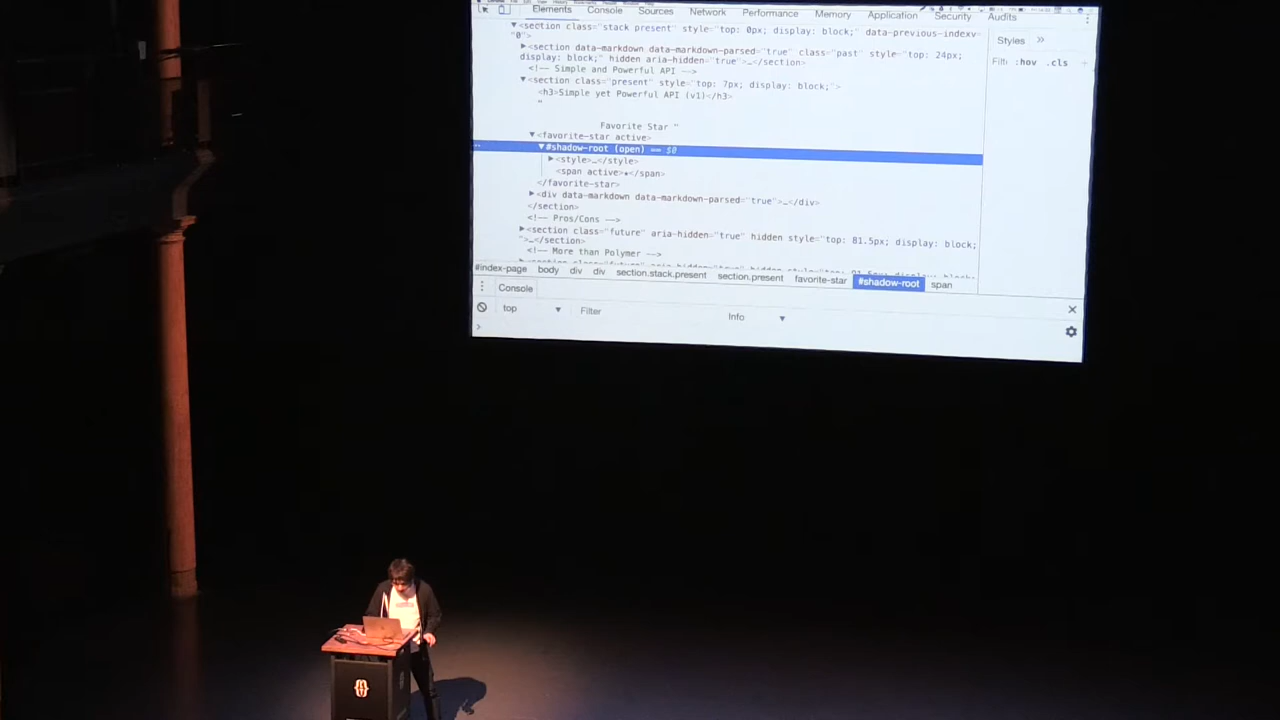 Elements Console Sources Network Performance Memory Application Security Audits
▼<section class="stack present" style="top: 0px; display: block;" data-previous-indexv=
"0">
▶<section data-markdown data-markdown-parsed="true" class="past" style="top: 24px;
display: block;" hidden aria-hidden="true">…</section>
<!-- Simple and Powerful API -->
▼<section class="present" style="top: 7px; display: block;">
<h3>Simple yet Powerful API (v1)</h3>
"
Favorite Star "
▼<favorite-star active>
▼#shadow-root (open) == $0
▶<style>…</style>
<span active>★</span>
</favorite-star>
▶<div data-markdown data-markdown-parsed="true">…</div>
</section>
<!-- Pros/Cons -->
▶<section class="future" aria-hidden="true" hidden style="top: 81.5px; display: block;
">…</section>
<!-- More than Polymer -->
Styles »
:hov .cls +
#index-page body div div section.stack.present section.present favorite-star #shadow-root span
Console
top ▼ Filter Info ▼
>